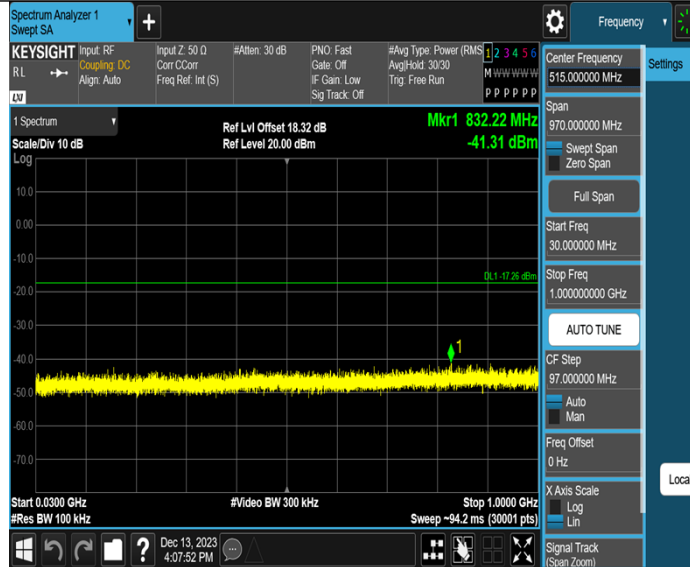 Spectrum Analyzer 1
Swept SA
Frequency
KEYSIGHT
RL
LXI
Input: RF
Coupling: DC
Align: Auto
Input Z: 50 Ω
Corr CCorr
Freq Ref: Int (S)
#Atten: 30 dB
PNO: Fast
Gate: Off
IF Gain: Low
Sig Track: Off
#Avg Type: Power (RMS
Avg|Hold: 30/30
Trig: Free Run
1 2 3 4 5 6
M W W W W W
P P P P P P
Center Frequency
515.000000 MHz
Settings
1 Spectrum
Scale/Div 10 dB
Log
Ref Lvl Offset 18.32 dB
Ref Level 20.00 dBm
Mkr1 832.22 MHz
-41.31 dBm
10.0
0.00
-10.0
-20.0
-30.0
-40.0
-50.0
-60.0
-70.0
DL1 -17.26 dBm
1
Start 0.0300 GHz
#Res BW 100 kHz
#Video BW 300 kHz
Stop 1.0000 GHz
Sweep ~94.2 ms (30001 pts)
Span
970.000000 MHz
Swept Span
Zero Span
Full Span
Start Freq
30.000000 MHz
Stop Freq
1.000000000 GHz
AUTO TUNE
CF Step
97.000000 MHz
Auto
Man
Freq Offset
0 Hz
X Axis Scale
Log
Lin
Signal Track
(Span Zoom)
Loca
?
Dec 13, 2023
4:07:52 PM